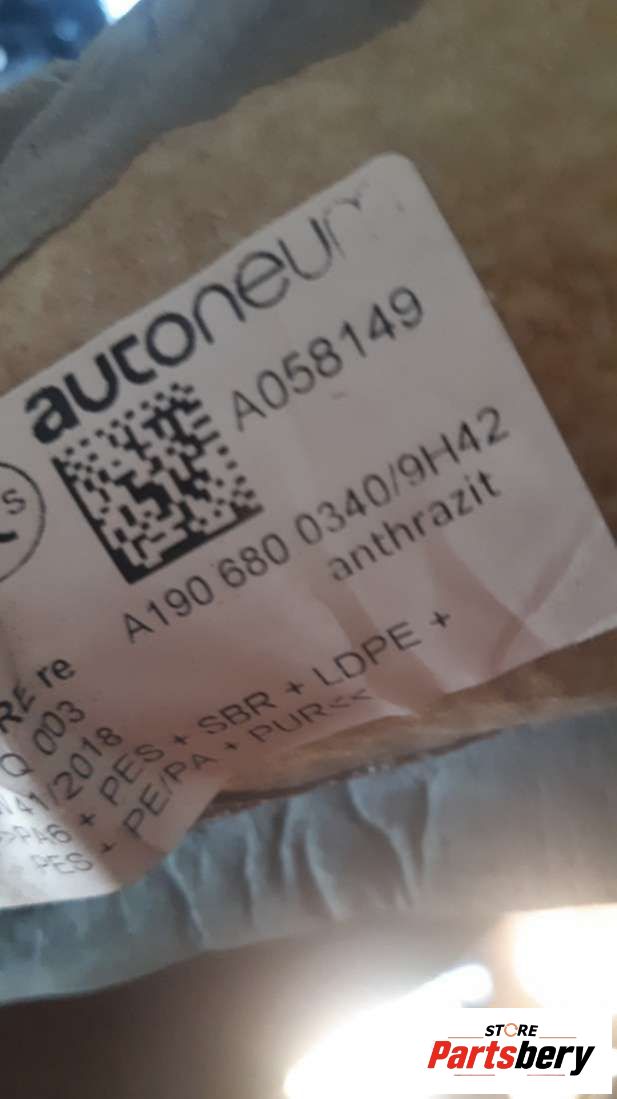 autoneum
A058149
S
A190 680 0340/9H42
anthrazit
RE re
Q 003
41/2018
>>PA6 + PES + SBR + LDPE +
PES + PE/PA + PUR<<
STORE
Partsbery